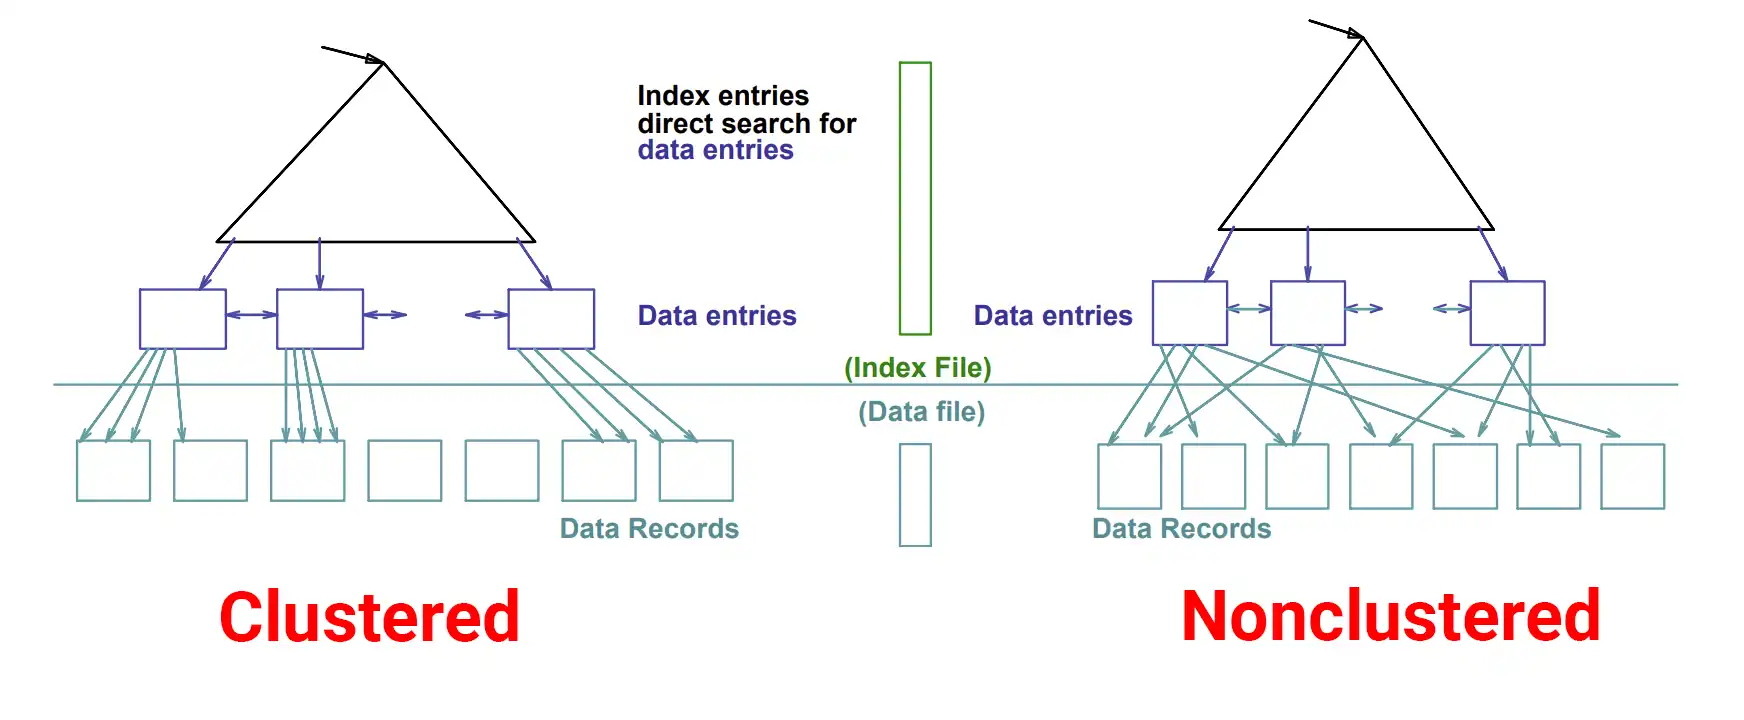 Index entries
direct search for
data entries
Data entries
Data entries
(Index File)
(Data file)
Data Records
Data Records
Clustered
Nonclustered